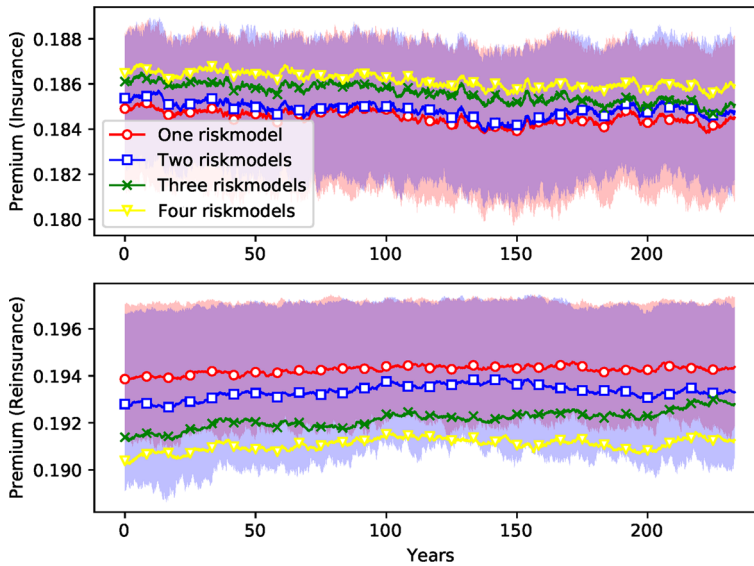 Premium (Insurance)
0.188
0.186
0.184
0.182
0.180
One riskmodel
Two riskmodels
Three riskmodels
Four riskmodels
0 50 100 150 200
Premium (Reinsurance)
0.196
0.194
0.192
0.190
0 50 100 150 200
Years